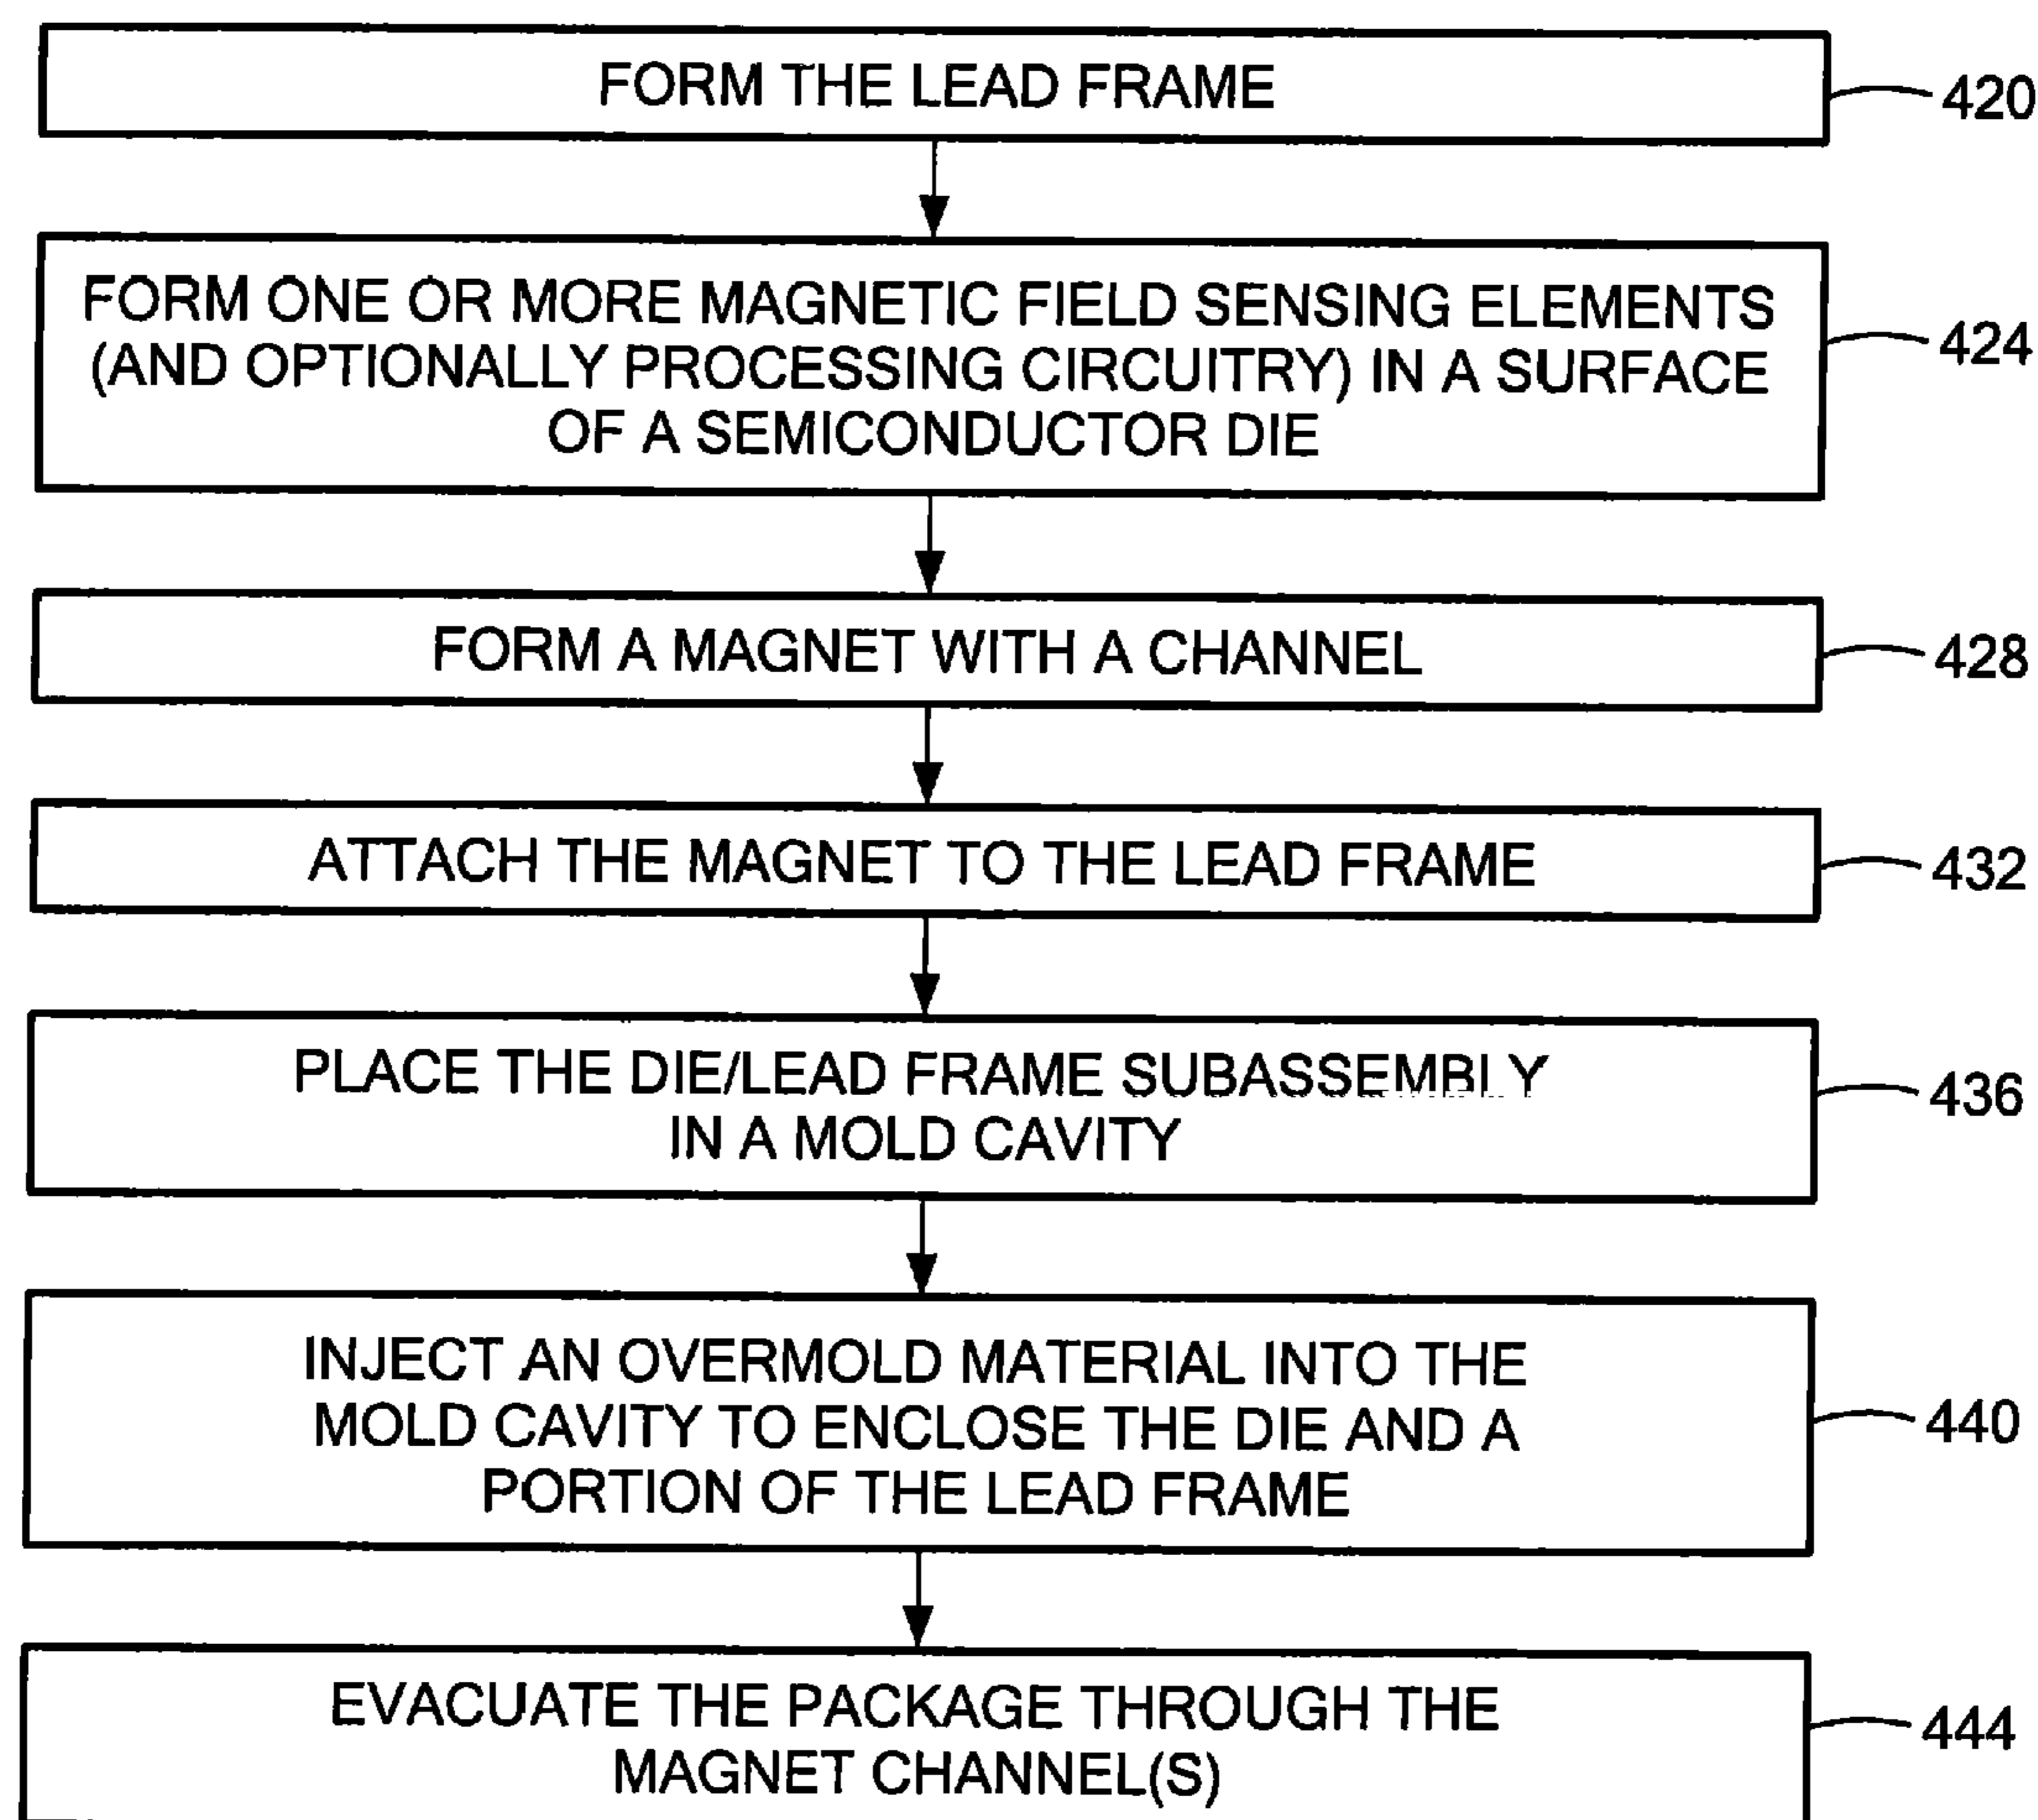 FORM THE LEAD FRAME
420
FORM ONE OR MORE MAGNETIC FIELD SENSING ELEMENTS
(AND OPTIONALLY PROCESSING CIRCUITRY) IN A SURFACE
OF A SEMICONDUCTOR DIE
424
FORM A MAGNET WITH A CHANNEL
428
ATTACH THE MAGNET TO THE LEAD FRAME
432
PLACE THE DIE/LEAD FRAME SUBASSEMBLY
IN A MOLD CAVITY
436
INJECT AN OVERMOLD MATERIAL INTO THE
MOLD CAVITY TO ENCLOSE THE DIE AND A
PORTION OF THE LEAD FRAME
440
EVACUATE THE PACKAGE THROUGH THE
MAGNET CHANNEL(S)
444